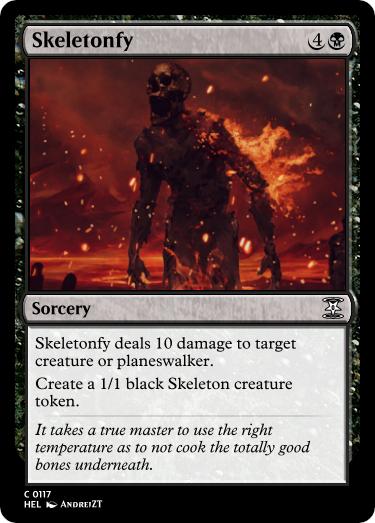 Skeletonfy 4
Sorcery
Skeletonfy deals 10 damage to target
creature or planeswalker.
Create a 1/1 black Skeleton creature
token.
It takes a true master to use the right
temperature as to not cook the totally good
bones underneath.
C 0117
HEL AndreiZT